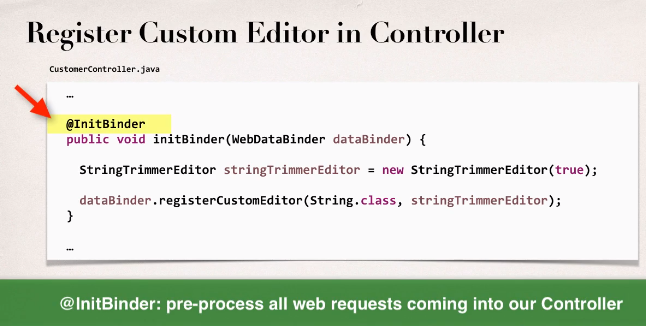 Register Custom Editor in Controller
CustomerController.java
…
@InitBinder
public void initBinder(WebDataBinder dataBinder) {
StringTrimmerEditor stringTrimmerEditor = new StringTrimmerEditor(true);
dataBinder.registerCustomEditor(String.class, stringTrimmerEditor);
}
…
@InitBinder: pre-process all web requests coming into our Controller